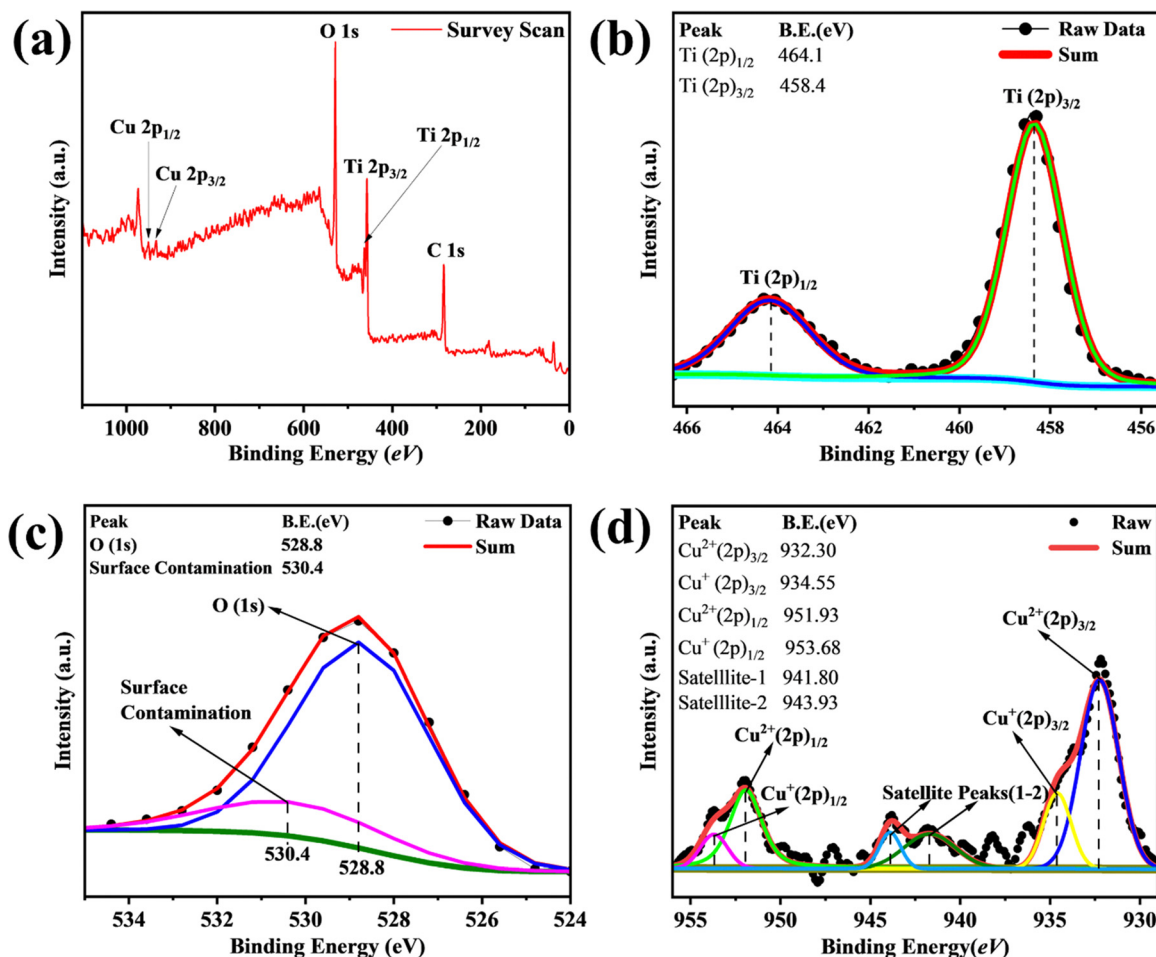 (a)
Survey Scan
O 1s
Cu 2p1/2
Cu 2p3/2
Ti 2p1/2
Ti 2p3/2
C 1s
Intensity (a.u.)
1000 800 600 400 200 0
Binding Energy (eV)
(b)
Peak B.E.(eV)
Ti (2p)1/2 464.1
Ti (2p)3/2 458.4
Raw Data
Sum
Ti (2p)3/2
Ti (2p)1/2
Intensity (a.u.)
466 464 462 460 458 456
Binding Energy (eV)
(c)
Peak B.E.(eV)
O (1s) 528.8
Surface Contamination 530.4
Raw Data
Sum
O (1s)
Surface
Contamination
530.4
528.8
Intensity (a.u.)
534 532 530 528 526 524
Binding Energy (eV)
(d)
Peak B.E.(eV)
Cu2+(2p)3/2 932.30
Cu+ (2p)3/2 934.55
Cu2+(2p)1/2 951.93
Cu+ (2p)1/2 953.68
Satelllite-1 941.80
Satelllite-2 943.93
Raw
Sum
Cu2+(2p)3/2
Cu+(2p)3/2
Cu2+(2p)1/2
Cu+(2p)1/2
Satellite Peaks(1-2)
Intensity (a.u.)
955 950 945 940 935 930
Binding Energy(eV)